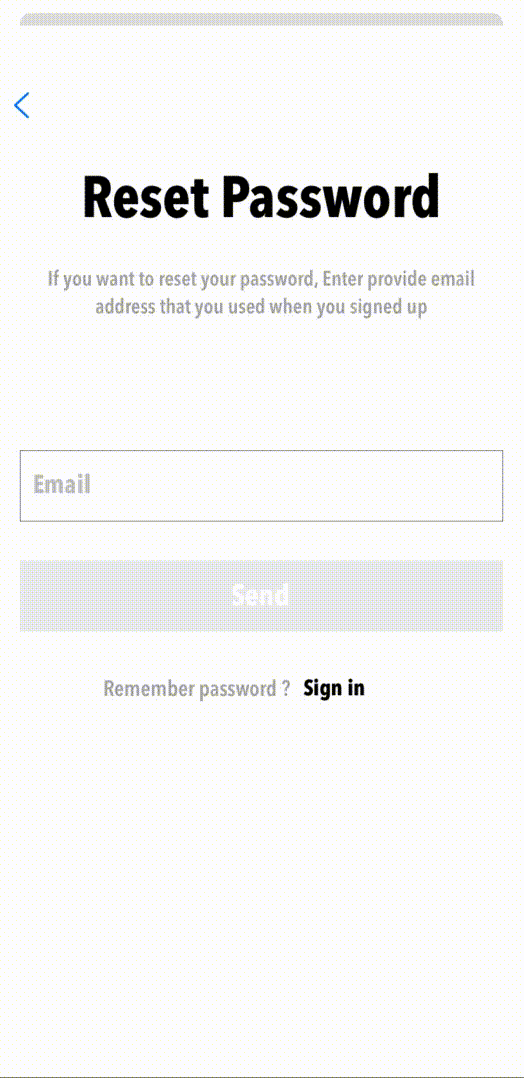 Reset Password
If you want to reset your password, Enter provide email
address that you used when you signed up
Email
Send
Remember password ? Sign in